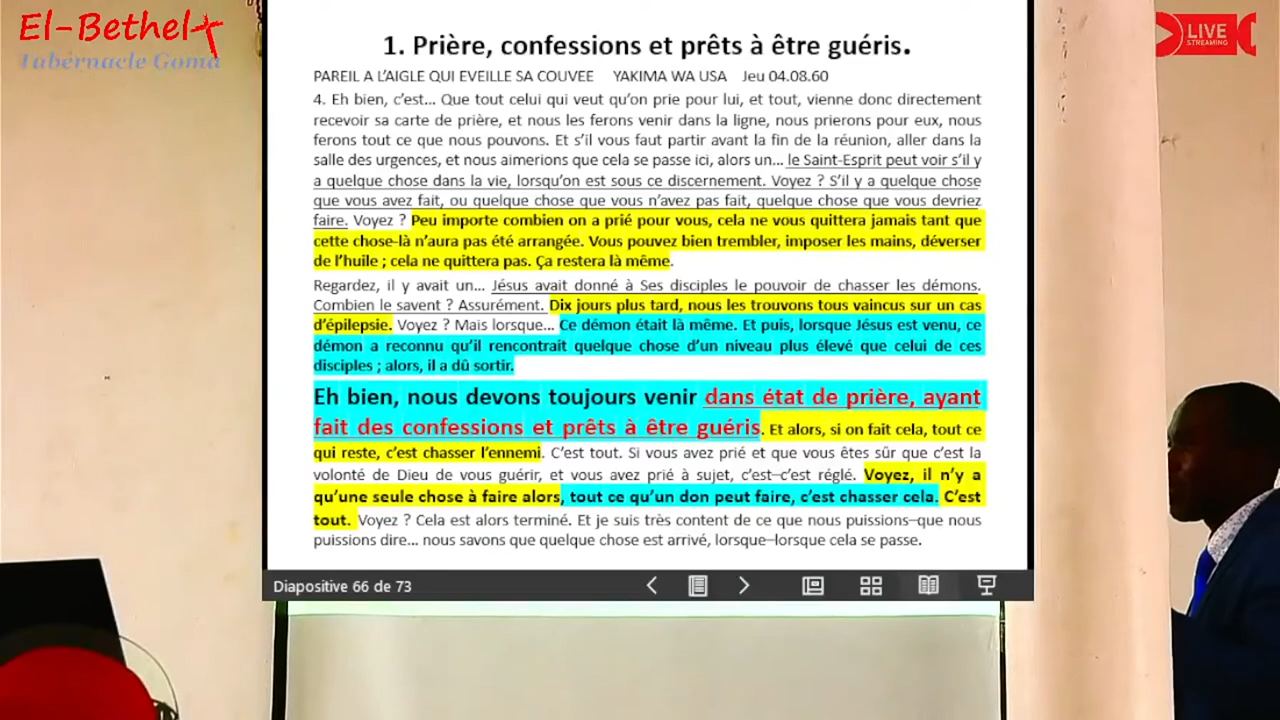 El-Bethel
Tabernacle Goma
LIVE
STREAMING
1. Prière, confessions et prêts à être guéris.
PAREIL A L’AIGLE QUI EVEILLE SA COUVEE YAKIMA WA USA Jeu 04.08.60
4. Eh bien, c’est… Que tout celui qui veut qu’on prie pour lui, et tout, vienne donc directement
recevoir sa carte de prière, et nous les ferons venir dans la ligne, nous prierons pour eux, nous
ferons tout ce que nous pouvons. Et s’il vous faut partir avant la fin de la réunion, aller dans la
salle des urgences, et nous aimerions que cela se passe ici, alors un… le Saint-Esprit peut voir s’il y
a quelque chose dans la vie, lorsqu’on est sous ce discernement. Voyez ? S’il y a quelque chose
que vous avez fait, ou quelque chose que vous n’avez pas fait, quelque chose que vous devriez
faire. Voyez ? Peu importe combien on a prié pour vous, cela ne vous quittera jamais tant que
cette chose-là n’aura pas été arrangée. Vous pouvez bien trembler, imposer les mains, déverser
de l’huile ; cela ne quittera pas. Ça restera là même.
Regardez, il y avait un… Jésus avait donné à Ses disciples le pouvoir de chasser les démons.
Combien le savent ? Assurément. Dix jours plus tard, nous les trouvons tous vaincus sur un cas
d’épilepsie. Voyez ? Mais lorsque… Ce démon était là même. Et puis, lorsque Jésus est venu, ce
démon a reconnu qu’il rencontrait quelque chose d’un niveau plus élevé que celui de ces
disciples ; alors, il a dû sortir.
Eh bien, nous devons toujours venir dans état de prière, ayant
fait des confessions et prêts à être guéris. Et alors, si on fait cela, tout ce
qui reste, c’est chasser l’ennemi. C’est tout. Si vous avez prié et que vous êtes sûr que c’est la
volonté de Dieu de vous guérir, et vous avez prié à sujet, c’est–c’est réglé. Voyez, il n’y a
qu’une seule chose à faire alors, tout ce qu’un don peut faire, c’est chasser cela. C’est
tout. Voyez ? Cela est alors terminé. Et je suis très content de ce que nous puissions–que nous
puissions dire… nous savons que quelque chose est arrivé, lorsque–lorsque cela se passe.
Diapositive 66 de 73